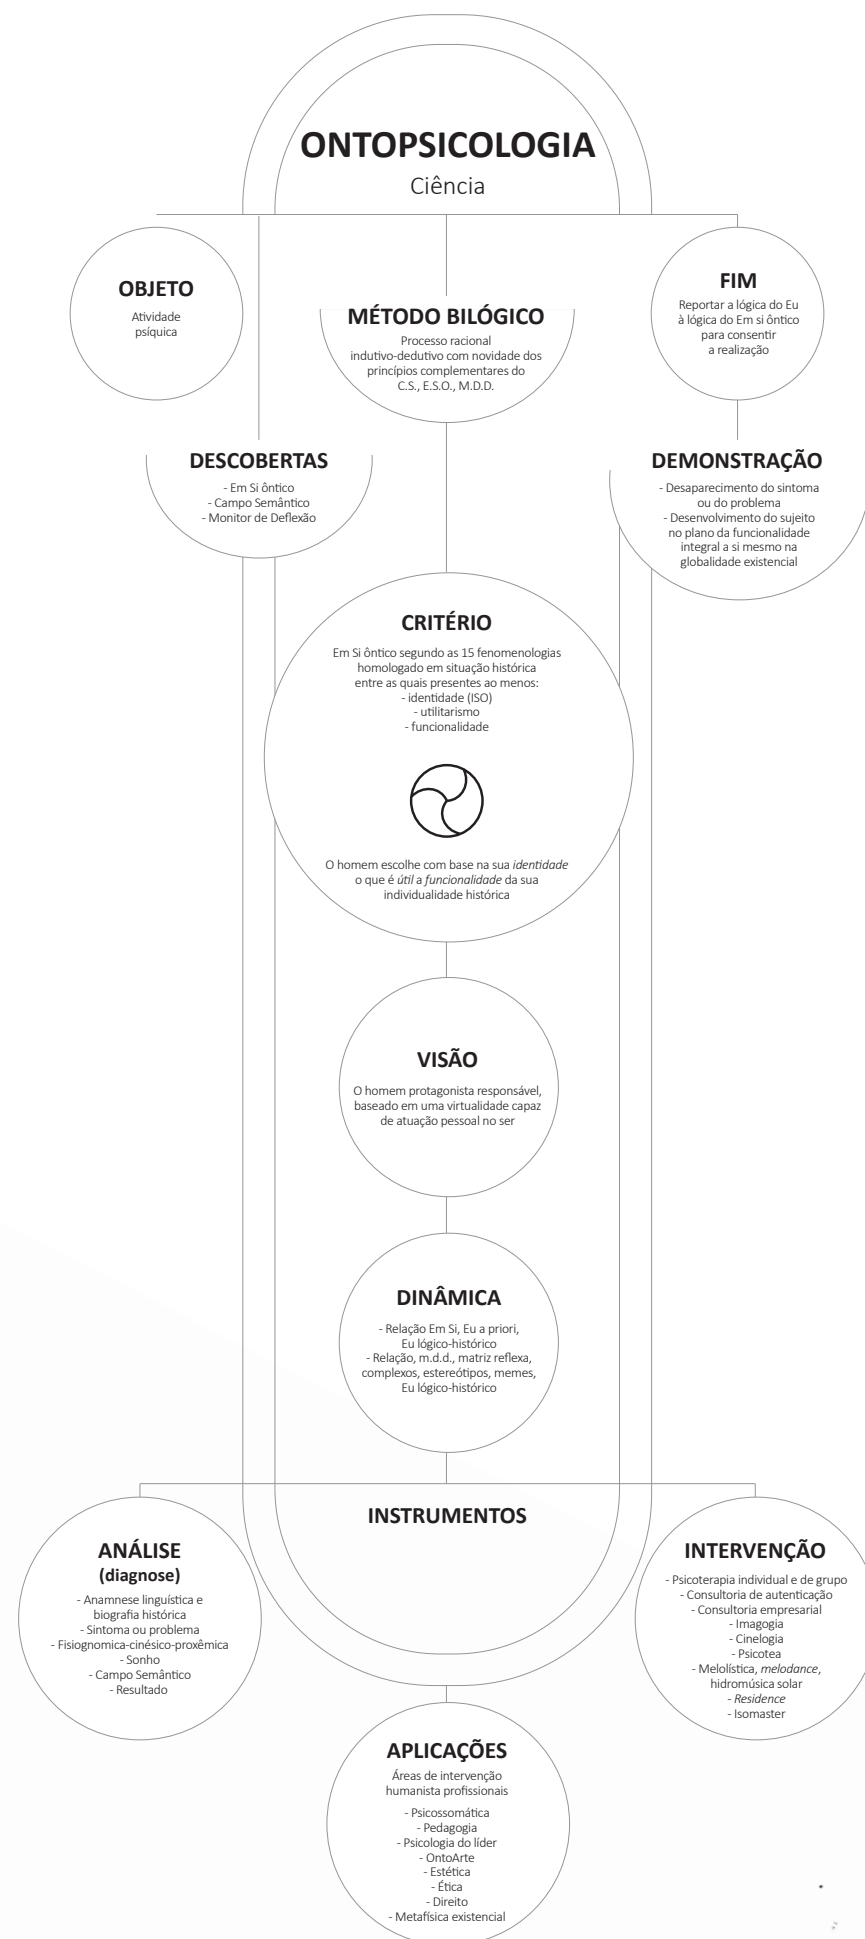 ONTOPSICOLOGIA
Ciência
OBJETO
Atividade
psíquica
MÉTODO BILÓGICO
Processo racional
indutivo-dedutivo com novidade dos
princípios complementares do
C.S., E.S.O., M.D.D.
FIM
Reportar a lógica do Eu
à lógica do Em si ôntico
para consentir
a realização
DESCOBERTAS
- Em Si ôntico
- Campo Semântico
- Monitor de Deflexão
DEMONSTRAÇÃO
- Desaparecimento do sintoma
ou do problema
- Desenvolvimento do sujeito
no plano da funcionalidade
integral a si mesmo na
globalidade existencial
CRITÉRIO
Em Si ôntico segundo as 15 fenomenologias
homologado em situação histórica
entre as quais presentes ao menos:
- identidade (ISO)
- utilitarismo
- funcionalidade
O homem escolhe com base na sua identidade
o que é útil a funcionalidade da sua
individualidade histórica
VISÃO
O homem protagonista responsável,
baseado em uma virtualidade capaz
de atuação pessoal no ser
DINÂMICA
- Relação Em Si, Eu a priori,
Eu lógico-histórico
- Relação, m.d.d., matriz reflexa,
complexos, estereótipos, memes,
Eu lógico-histórico
INSTRUMENTOS
ANÁLISE
(diagnose)
- Anamnese linguística e
biografia histórica
- Sintoma ou problema
- Fisiognomica-cinésico-proxêmica
- Sonho
- Campo Semântico
- Resultado
INTERVENÇÃO
- Psicoterapia individual e de grupo
- Consultoria de autenticação
- Consultoria empresarial
- Imagogia
- Cinelogia
- Psicotea
- Melolística, melodance,
hidromúsica solar
- Residence
- Isomaster
APLICAÇÕES
Áreas de intervenção
humanista profissionais
- Psicossomática
- Pedagogia
- Psicologia do líder
- OntoArte
- Estética
- Ética
- Direito
- Metafísica existencial